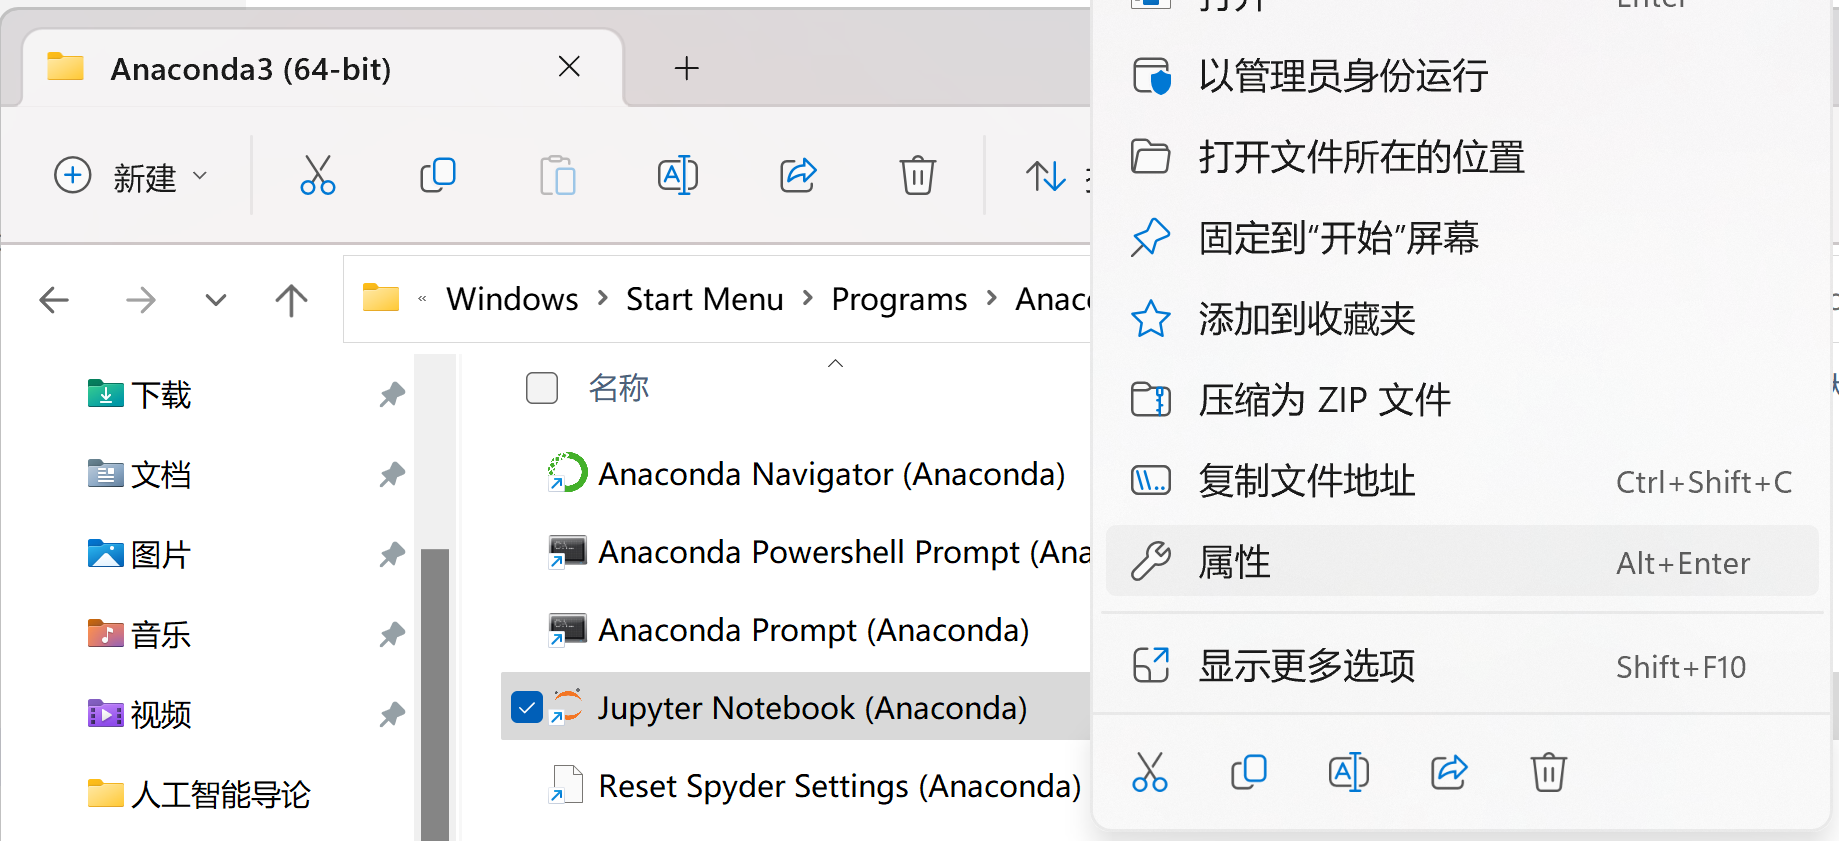 Anaconda3 (64-bit)
新建
« Windows > Start Menu > Programs > Anac
下载
文档
图片
音乐
视频
人工智能导论
名称
Anaconda Navigator (Anaconda)
Anaconda Powershell Prompt (Ana
Anaconda Prompt (Anaconda)
Jupyter Notebook (Anaconda)
Reset Spyder Settings (Anaconda)
打开 Enter
以管理员身份运行
打开文件所在的位置
固定到“开始”屏幕
添加到收藏夹
压缩为 ZIP 文件
复制文件地址 Ctrl+Shift+C
属性 Alt+Enter
显示更多选项 Shift+F10